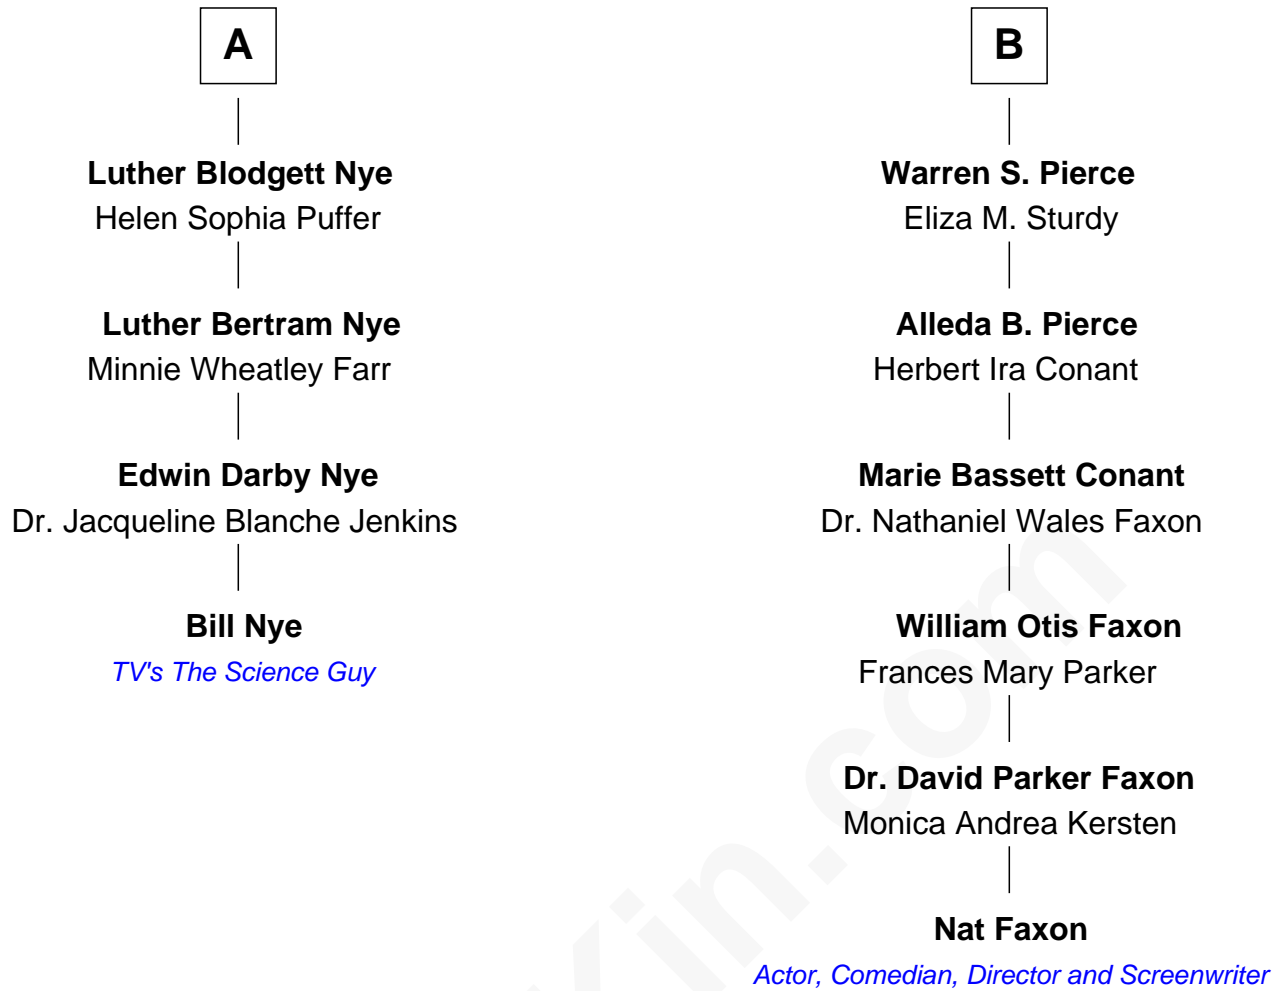 A
Luther Blodgett Nye
Helen Sophia Puffer
Luther Bertram Nye
Minnie Wheatley Farr
Edwin Darby Nye
Dr. Jacqueline Blanche Jenkins
Bill Nye
TV's The Science Guy
B
Warren S. Pierce
Eliza M. Sturdy
Alleda B. Pierce
Herbert Ira Conant
Marie Bassett Conant
Dr. Nathaniel Wales Faxon
William Otis Faxon
Frances Mary Parker
Dr. David Parker Faxon
Monica Andrea Kersten
Nat Faxon
Actor, Comedian, Director and Screenwriter
Kin.com